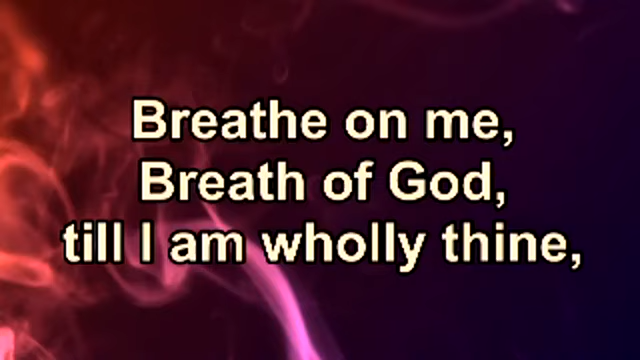 Breathe on me,
Breath of God,
till I am wholly thine,